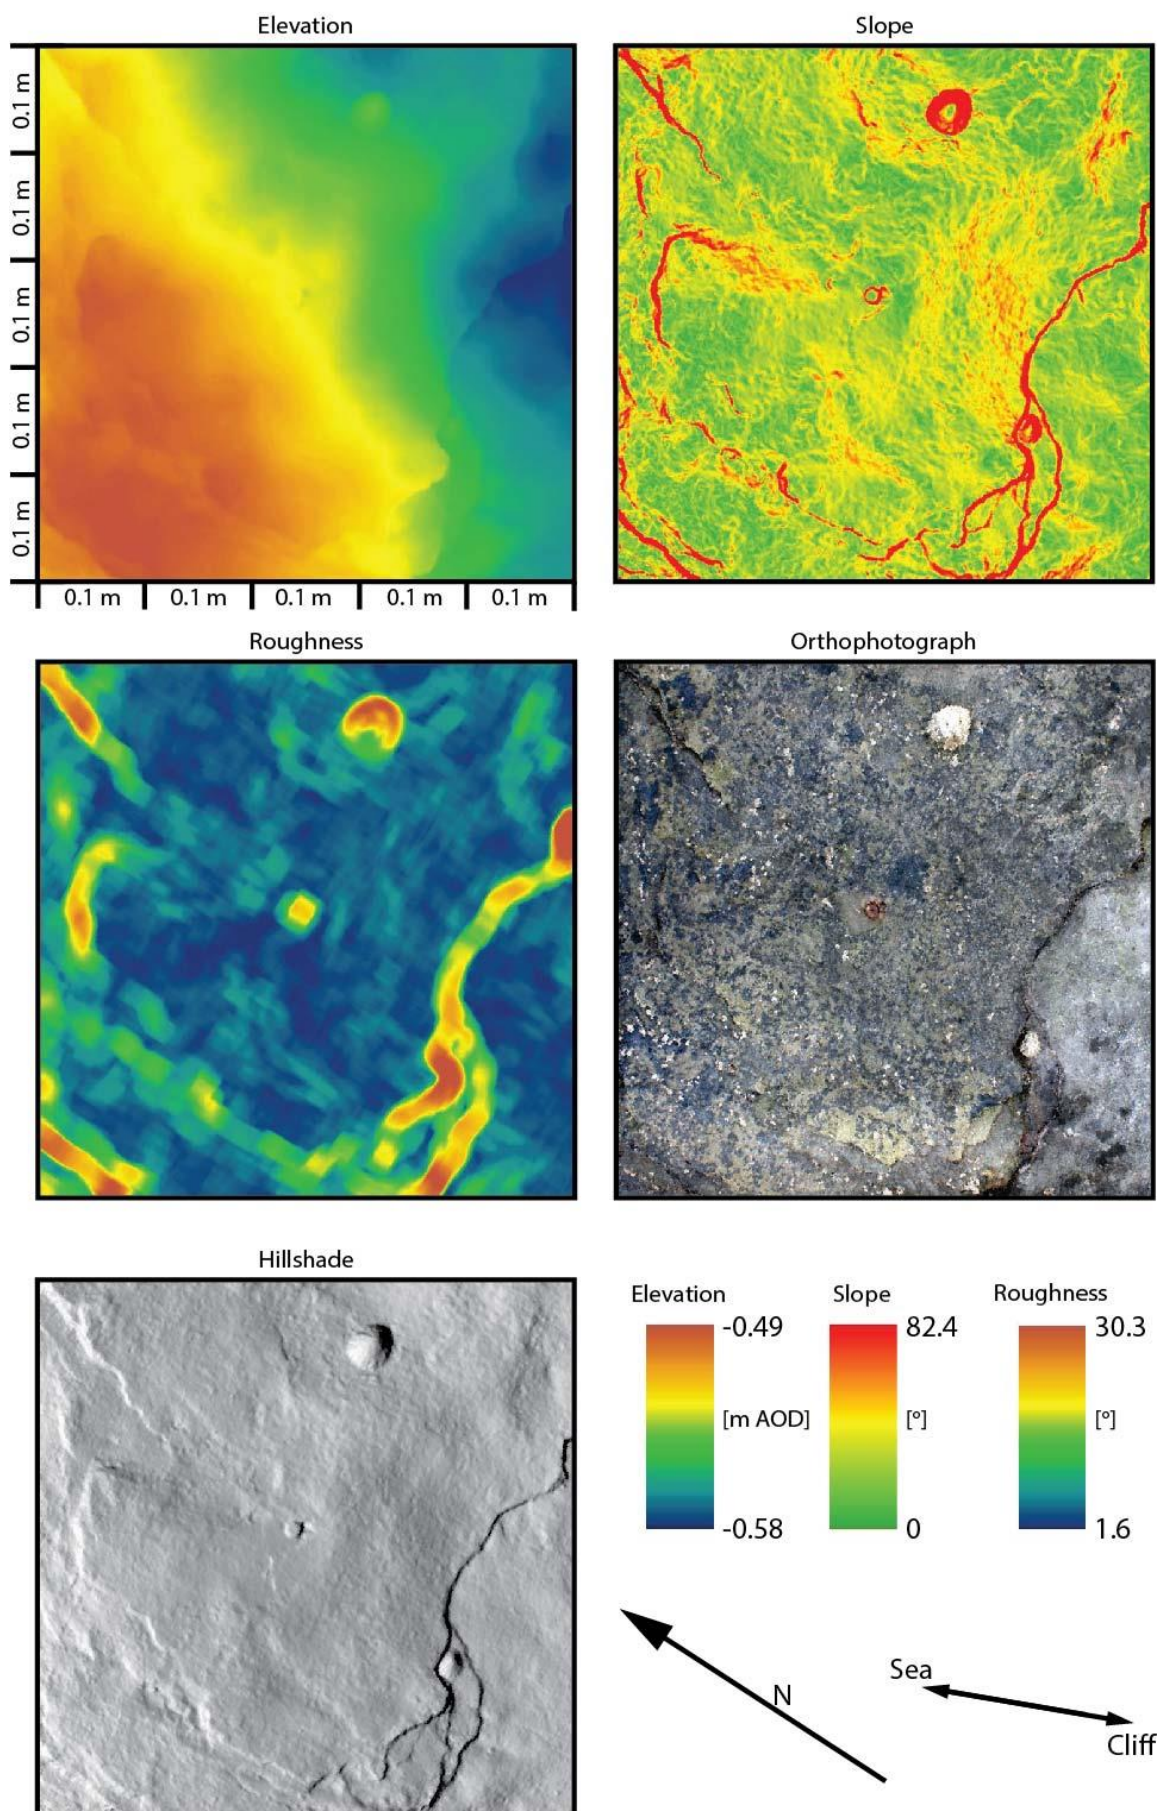 Elevation
Slope
0.1 m
0.1 m
0.1 m
0.1 m
0.1 m
0.1 m 0.1 m 0.1 m 0.1 m 0.1 m
Roughness
Orthophotograph
Hillshade
Elevation
-0.49
[m AOD]
-0.58
Slope
82.4
[º]
0
Roughness
30.3
[º]
1.6
N
Sea
Cliff